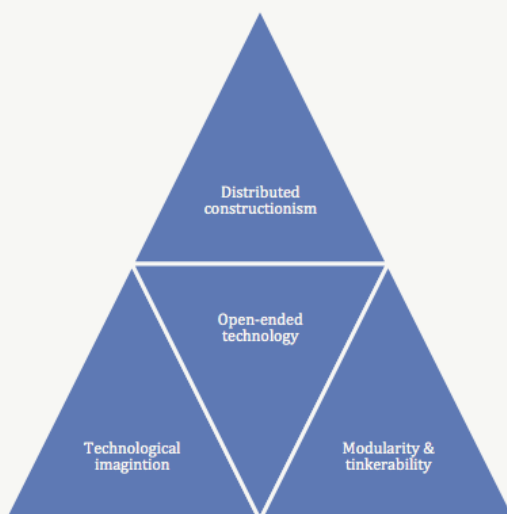 Distributed
constructionism
Open-ended
technology
Technological
imagintion
Modularity &
tinkerability